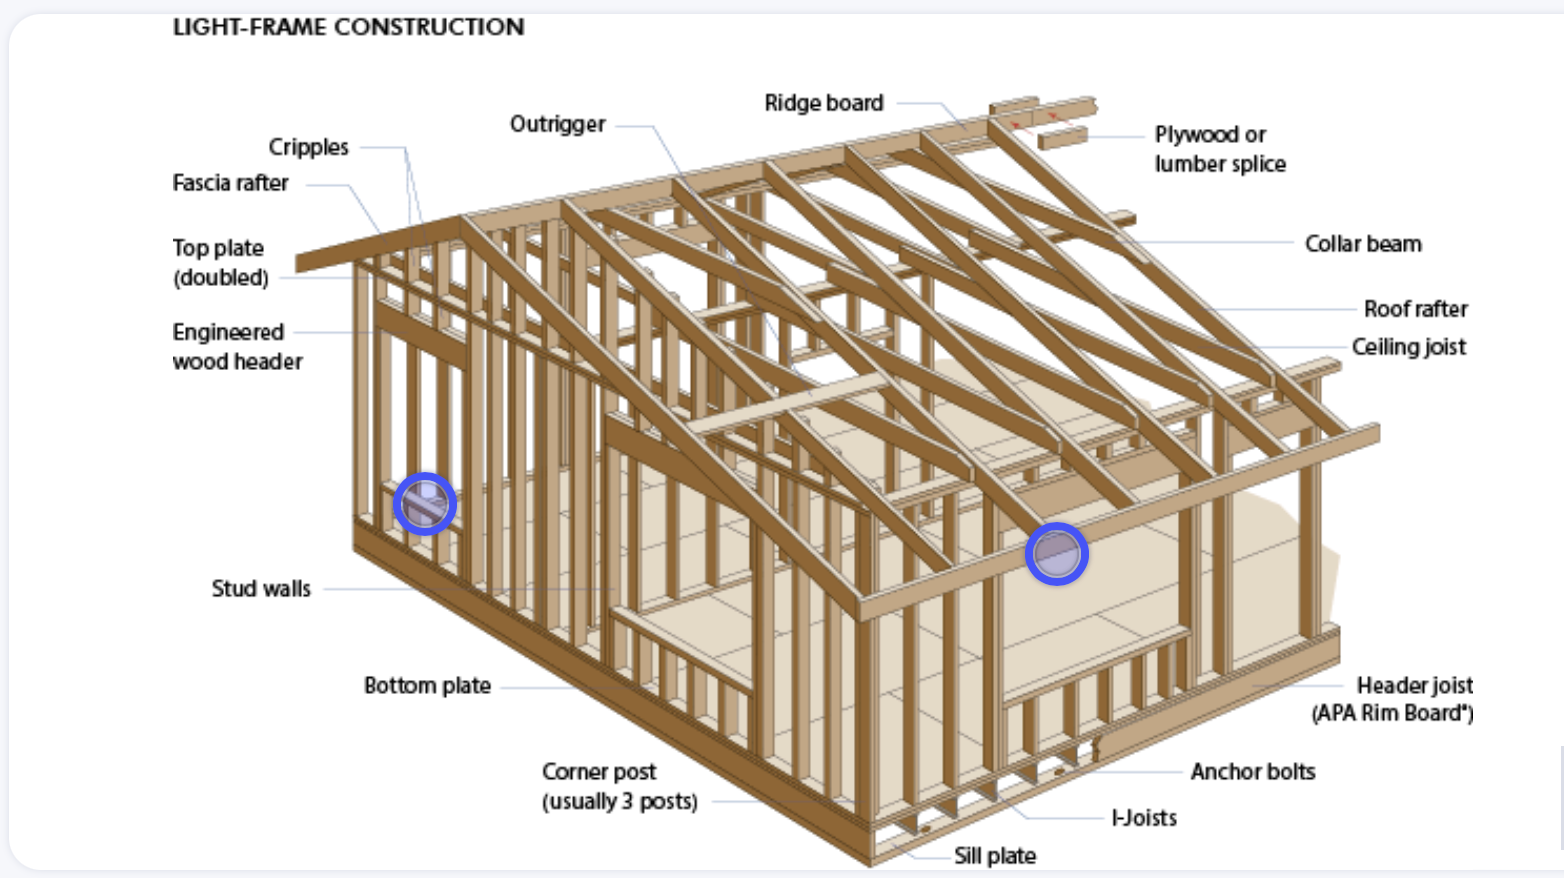 LIGHT-FRAME CONSTRUCTION
Ridge board
Outrigger
Cripples
Plywood or
lumber splice
Fascia rafter
Top plate
(doubled)
Collar beam
Roof rafter
Engineered
wood header
Ceiling joist
Stud walls
Bottom plate
Header joist
(APA Rim Board®)
Corner post
(usually 3 posts)
Anchor bolts
I-Joists
Sill plate